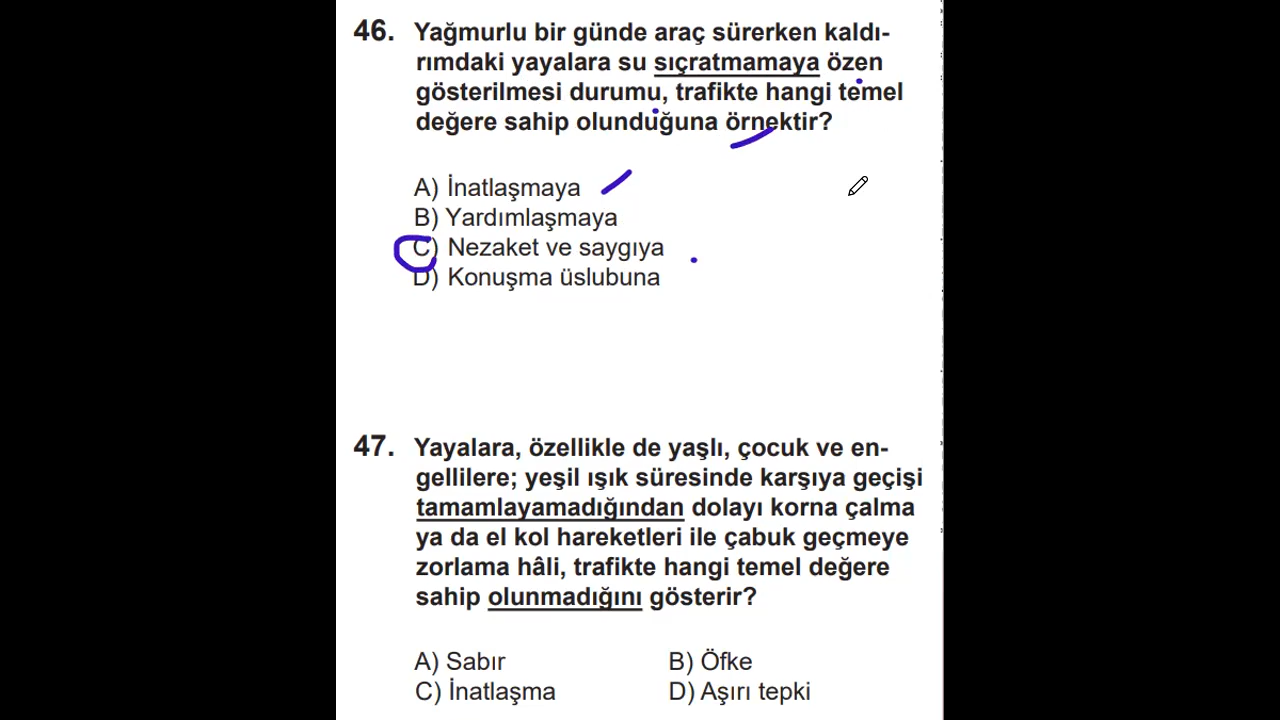 46. Yağmurlu bir günde araç sürerken kaldı-
rımdaki yayalara su sıçratmamaya özen
gösterilmesi durumu, trafikte hangi temel
değere sahip olunduğuna örnektir?
A) İnatlaşmaya
B) Yardımlaşmaya
C) Nezaket ve saygıya
D) Konuşma üslubuna
47. Yayalara, özellikle de yaşlı, çocuk ve en-
gellilere; yeşil ışık süresinde karşıya geçişi
tamamlayamadığından dolayı korna çalma
ya da el kol hareketleri ile çabuk geçmeye
zorlama hâli, trafikte hangi temel değere
sahip olunmadığını gösterir?
A) Sabır B) Öfke
C) İnatlaşma D) Aşırı tepki